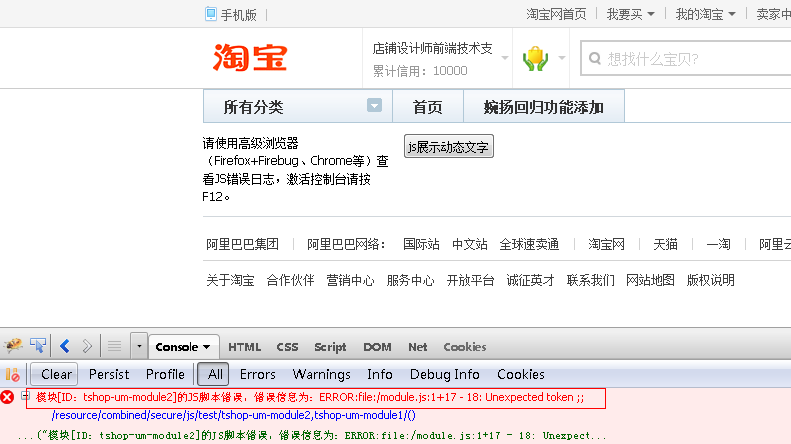 手机版 淘宝网首页 我要买 我的淘宝 卖家中
淘宝 店铺设计师前端技术支
累计信用：10000 想找什么宝贝?
所有分类 首页 婉扬回归功能添加
请使用高级浏览器 js展示动态文字
（Firefox+Firebug、Chrome等）查
看JS错误日志，激活控制台请按
F12。
阿里巴巴集团 阿里巴巴网络： 国际站 中文站 全球速卖通 淘宝网 天猫 一淘 阿里云
关于淘宝 合作伙伴 营销中心 服务中心 开放平台 诚征英才 联系我们 网站地图 版权说明
Console HTML CSS Script DOM Net Cookies
Clear Persist Profile All Errors Warnings Info Debug Info Cookies
模块[ID：tshop-um-module2]的JS脚本错误，错误信息为：ERROR:file:/module.js:1+17 - 18: Unexpected token ;;
/resource/combined/secure/js/test/tshop-um-module2,tshop-um-module1/()
...("模块[ID：tshop-um-module2]的JS脚本错误，错误信息为：ERROR:file:/module.js:1+17 - 18: Unexpect...